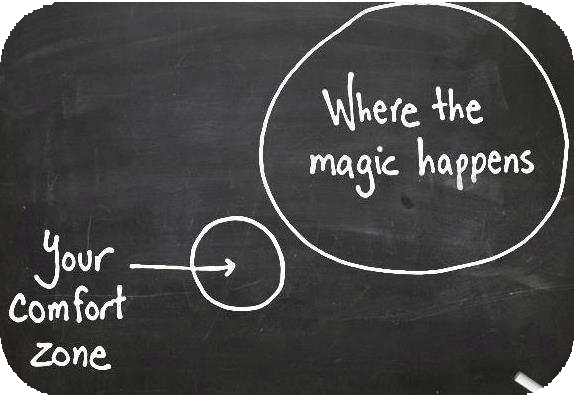 Where the
magic happens
Your
comfort
zone